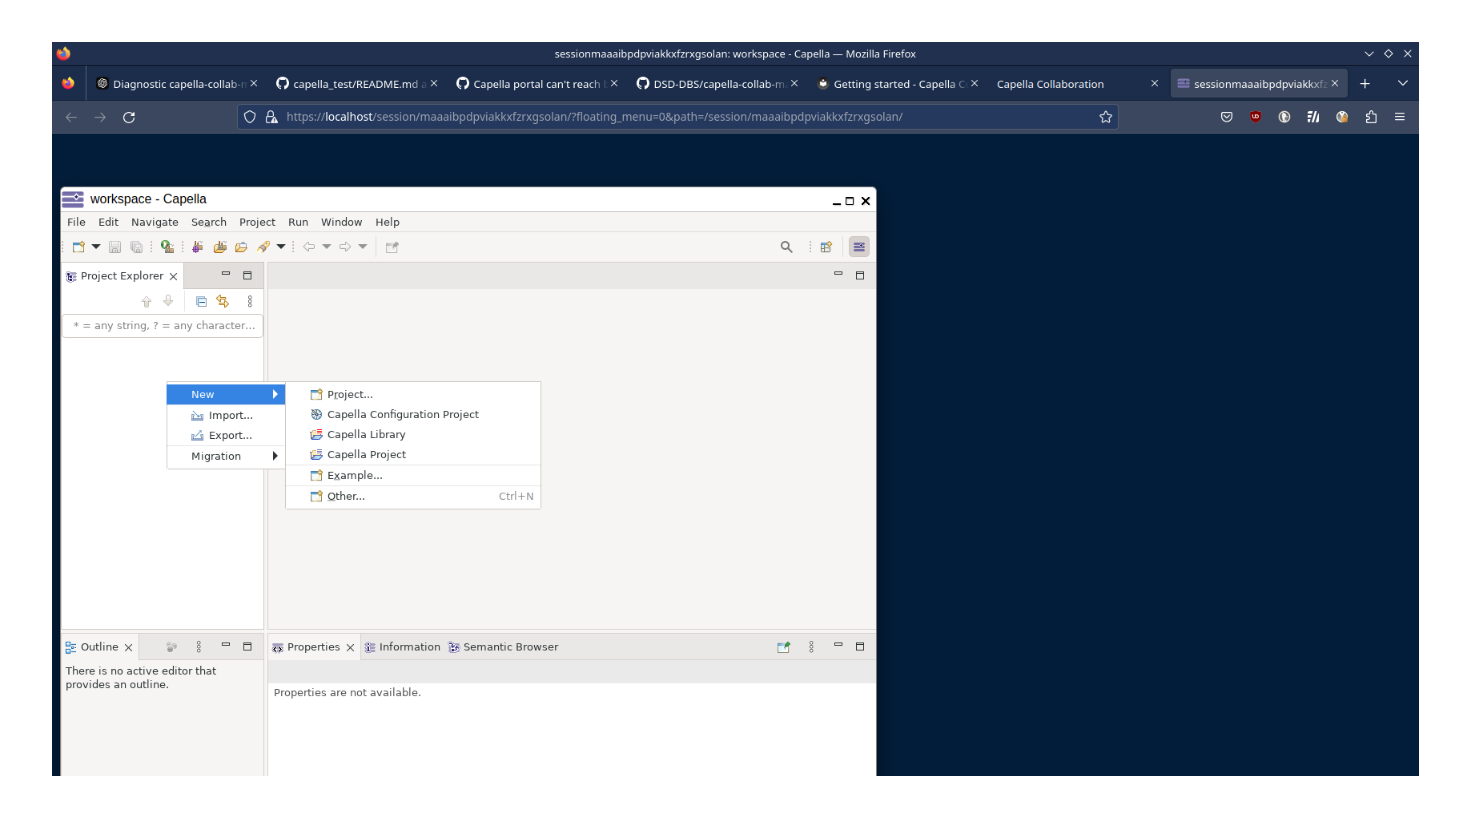 sessionmaaaibpdpviakkxfzrxgsolan: workspace - Capella — Mozilla Firefox
Diagnostic capella-collab-
capella_test/README.md
Capella portal can't reach
DSD-DBS/capella-collab-m
Getting started - Capella C
Capella Collaboration
sessionmaaaibpdpviakkxfz
https://localhost/session/maaaibpdpviakkxfzrxgsolan/?floating_menu=0&path=/session/maaaibpdpviakkxfzrxgsolan/
workspace - Capella
File Edit Navigate Search Project Run Window Help
Project Explorer
* = any string, ? = any character...
New
Import...
Export...
Migration
Project...
Capella Configuration Project
Capella Library
Capella Project
Example...
Other... Ctrl+N
Outline
There is no active editor that
provides an outline.
Properties Information Semantic Browser
Properties are not available.